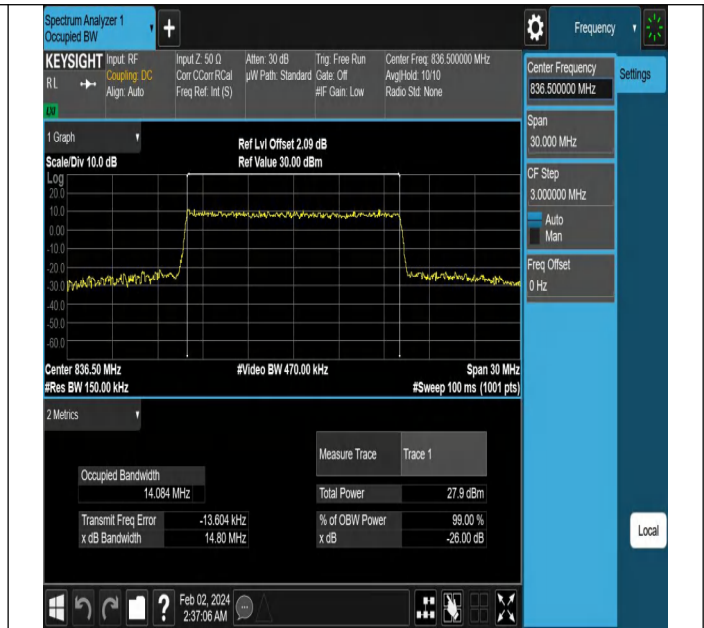 Spectrum Analyzer 1
Occupied BW
Frequency
KEYSIGHT
RL
LXI
Input: RF
Coupling: DC
Align: Auto
Input Z: 50 Ω
Corr CCorr RCal
Freq Ref: Int (S)
Atten: 30 dB
µW Path: Standard
Trig: Free Run
Gate: Off
#IF Gain: Low
Center Freq: 836.500000 MHz
Avg|Hold: 10/10
Radio Std: None
Center Frequency
836.500000 MHz
Settings
Span
30.000 MHz
CF Step
3.000000 MHz
Auto
Man
Freq Offset
0 Hz
1 Graph
Scale/Div 10.0 dB
Ref Lvl Offset 2.09 dB
Ref Value 30.00 dBm
Log
20.0
10.0
0.00
-10.0
-20.0
-30.0
-40.0
-50.0
-60.0
Center 836.50 MHz
#Res BW 150.00 kHz
#Video BW 470.00 kHz
Span 30 MHz
#Sweep 100 ms (1001 pts)
2 Metrics
Measure Trace Trace 1
Occupied Bandwidth
14.084 MHz
Total Power 27.9 dBm
Transmit Freq Error -13.604 kHz
% of OBW Power 99.00 %
x dB Bandwidth 14.80 MHz
x dB -26.00 dB
Local
?
Feb 02, 2024
2:37:06 AM